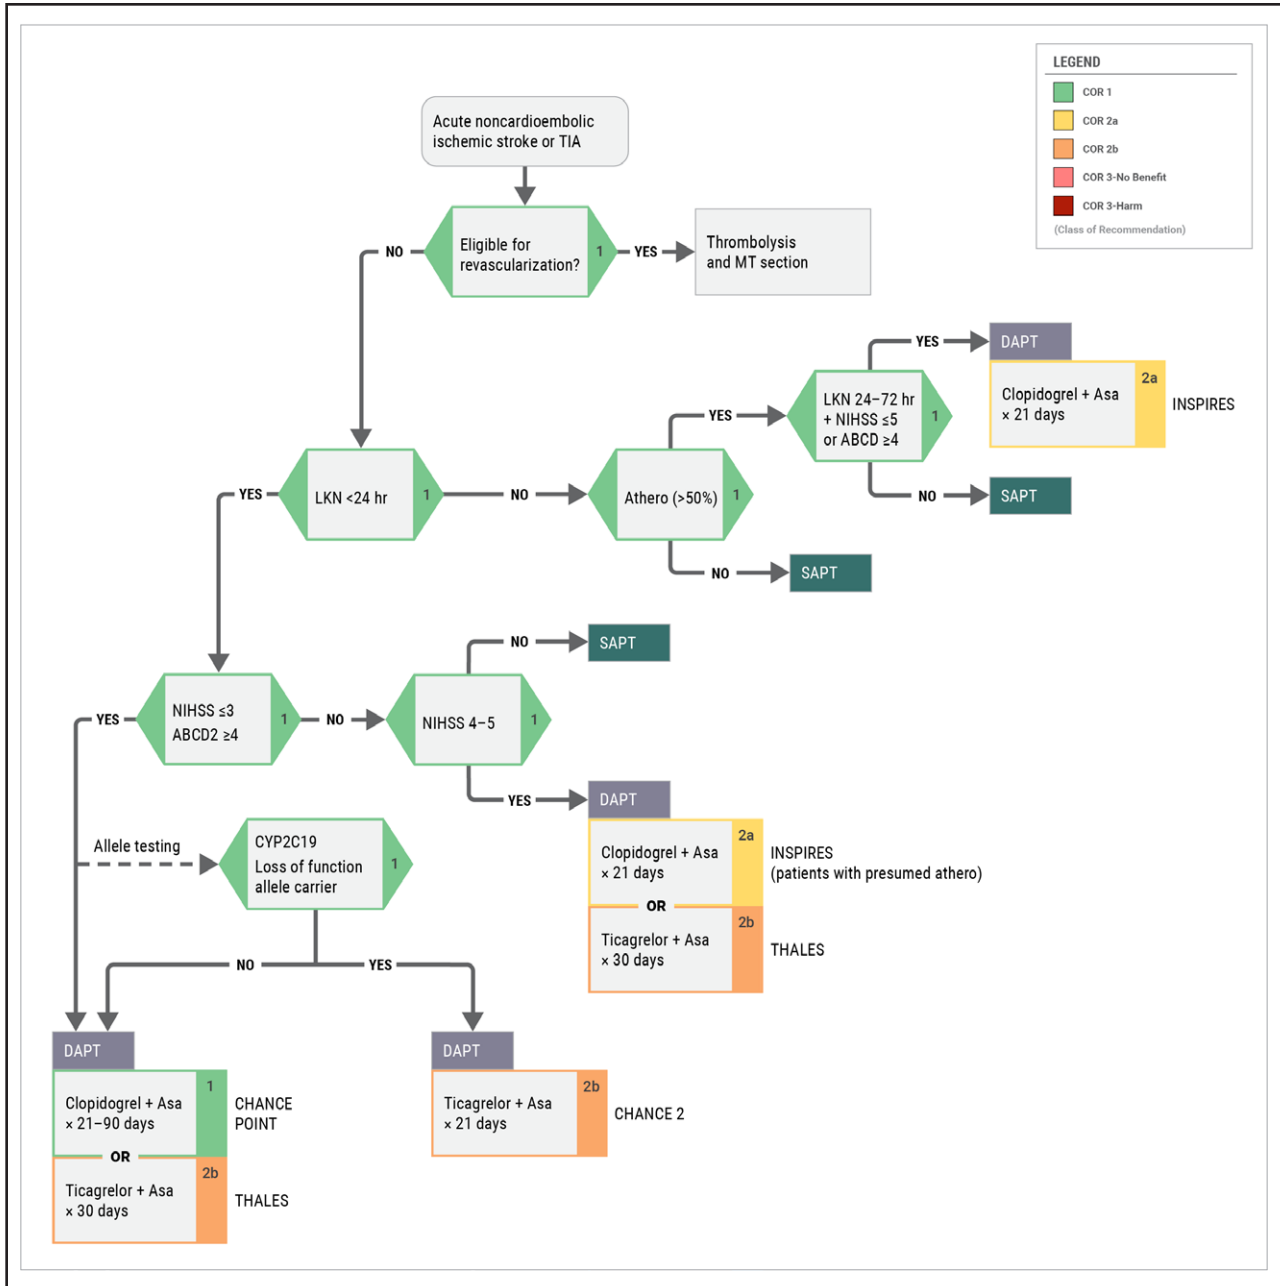 LEGEND
COR 1
COR 2a
COR 2b
COR 3-No Benefit
COR 3-Harm
(Class of Recommendation)
Acute noncardioembolic
ischemic stroke or TIA
Eligible for
revascularization?
1
NO
YES
Thrombolysis
and MT section
LKN <24 hr
1
YES
NO
Athero (>50%)
1
YES
NO
SAPT
LKN 24–72 hr
+ NIHSS ≤5
or ABCD ≥4
1
YES
DAPT
Clopidogrel + Asa
× 21 days
2a
INSPIRES
NO
SAPT
NIHSS ≤3
ABCD2 ≥4
1
YES
NO
NIHSS 4–5
1
NO
SAPT
YES
DAPT
Clopidogrel + Asa
× 21 days
2a
INSPIRES
(patients with presumed athero)
OR
Ticagrelor + Asa
× 30 days
2b
THALES
Allele testing
CYP2C19
Loss of function
allele carrier
1
NO
YES
DAPT
Clopidogrel + Asa
× 21–90 days
1
CHANCE
POINT
OR
Ticagrelor + Asa
× 30 days
2b
THALES
DAPT
Ticagrelor + Asa
× 21 days
2b
CHANCE 2